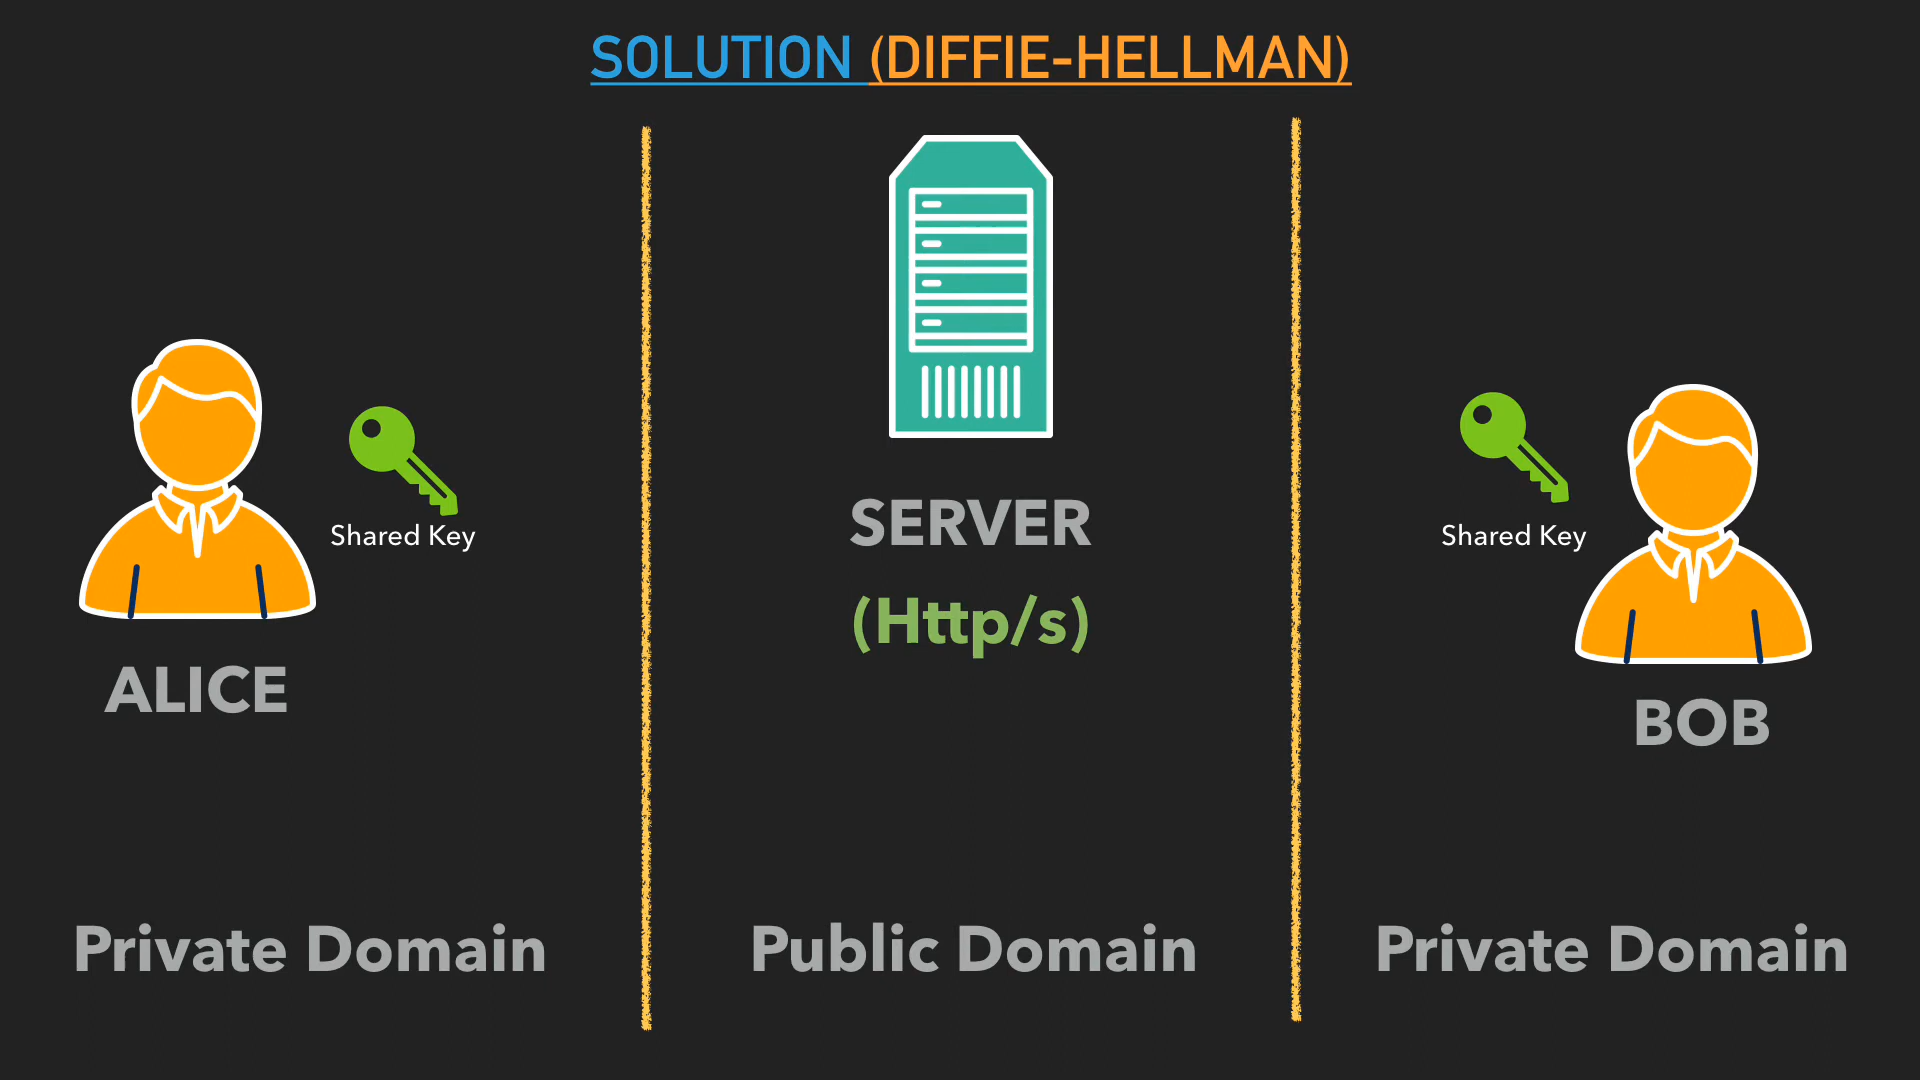 SOLUTION (DIFFIE-HELLMAN)
Shared Key
ALICE
Private Domain
SERVER
(Http/s)
Public Domain
Shared Key
BOB
Private Domain